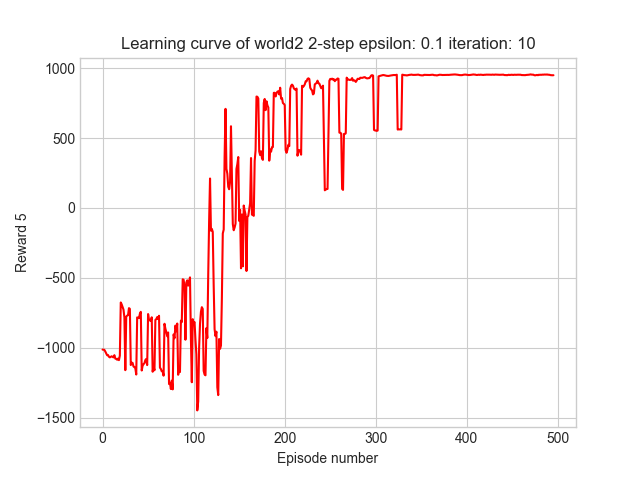 Learning curve of world2 2-step epsilon: 0.1 iteration: 10
1000
500
0
−500
−1000
−1500
Reward 5
0 100 200 300 400 500
Episode number